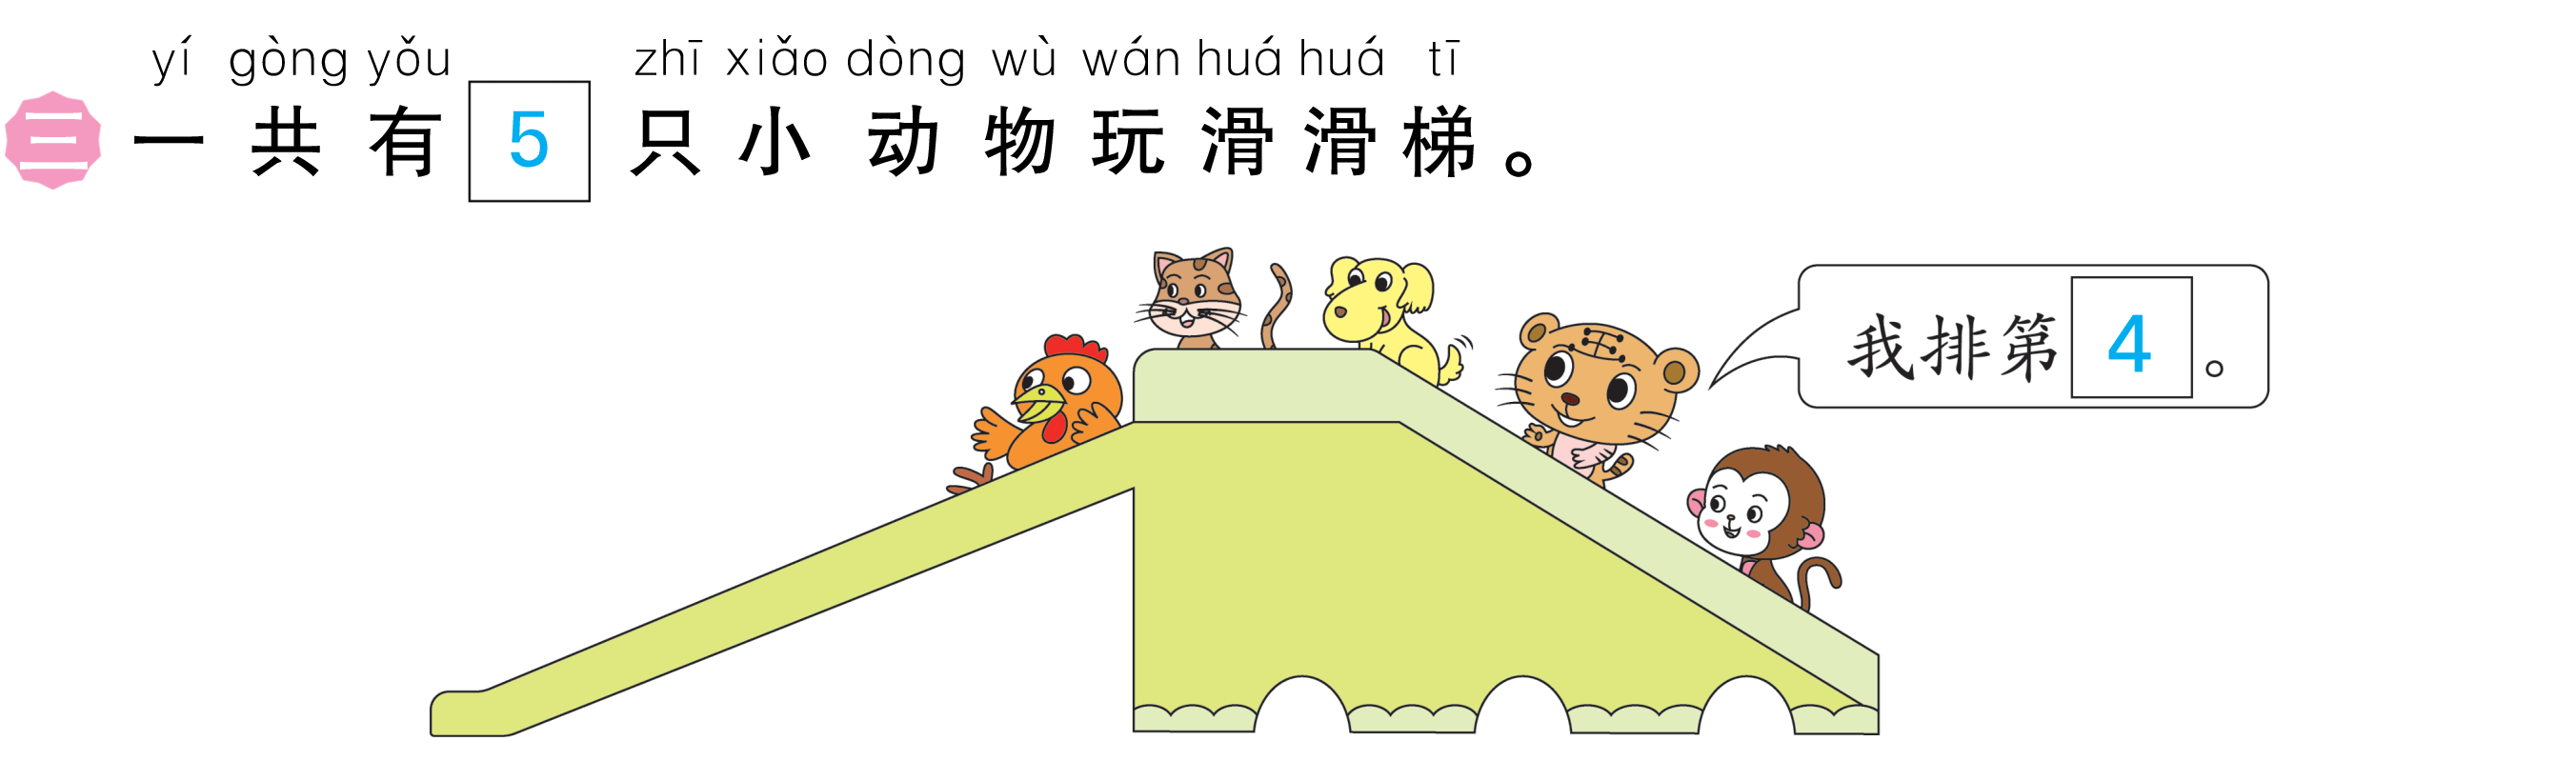 yí gòng yǒu zhī xiǎo dòng wù wán huá huá tī
三 一共有 5 只小动物玩滑滑梯。
我排第 4 。